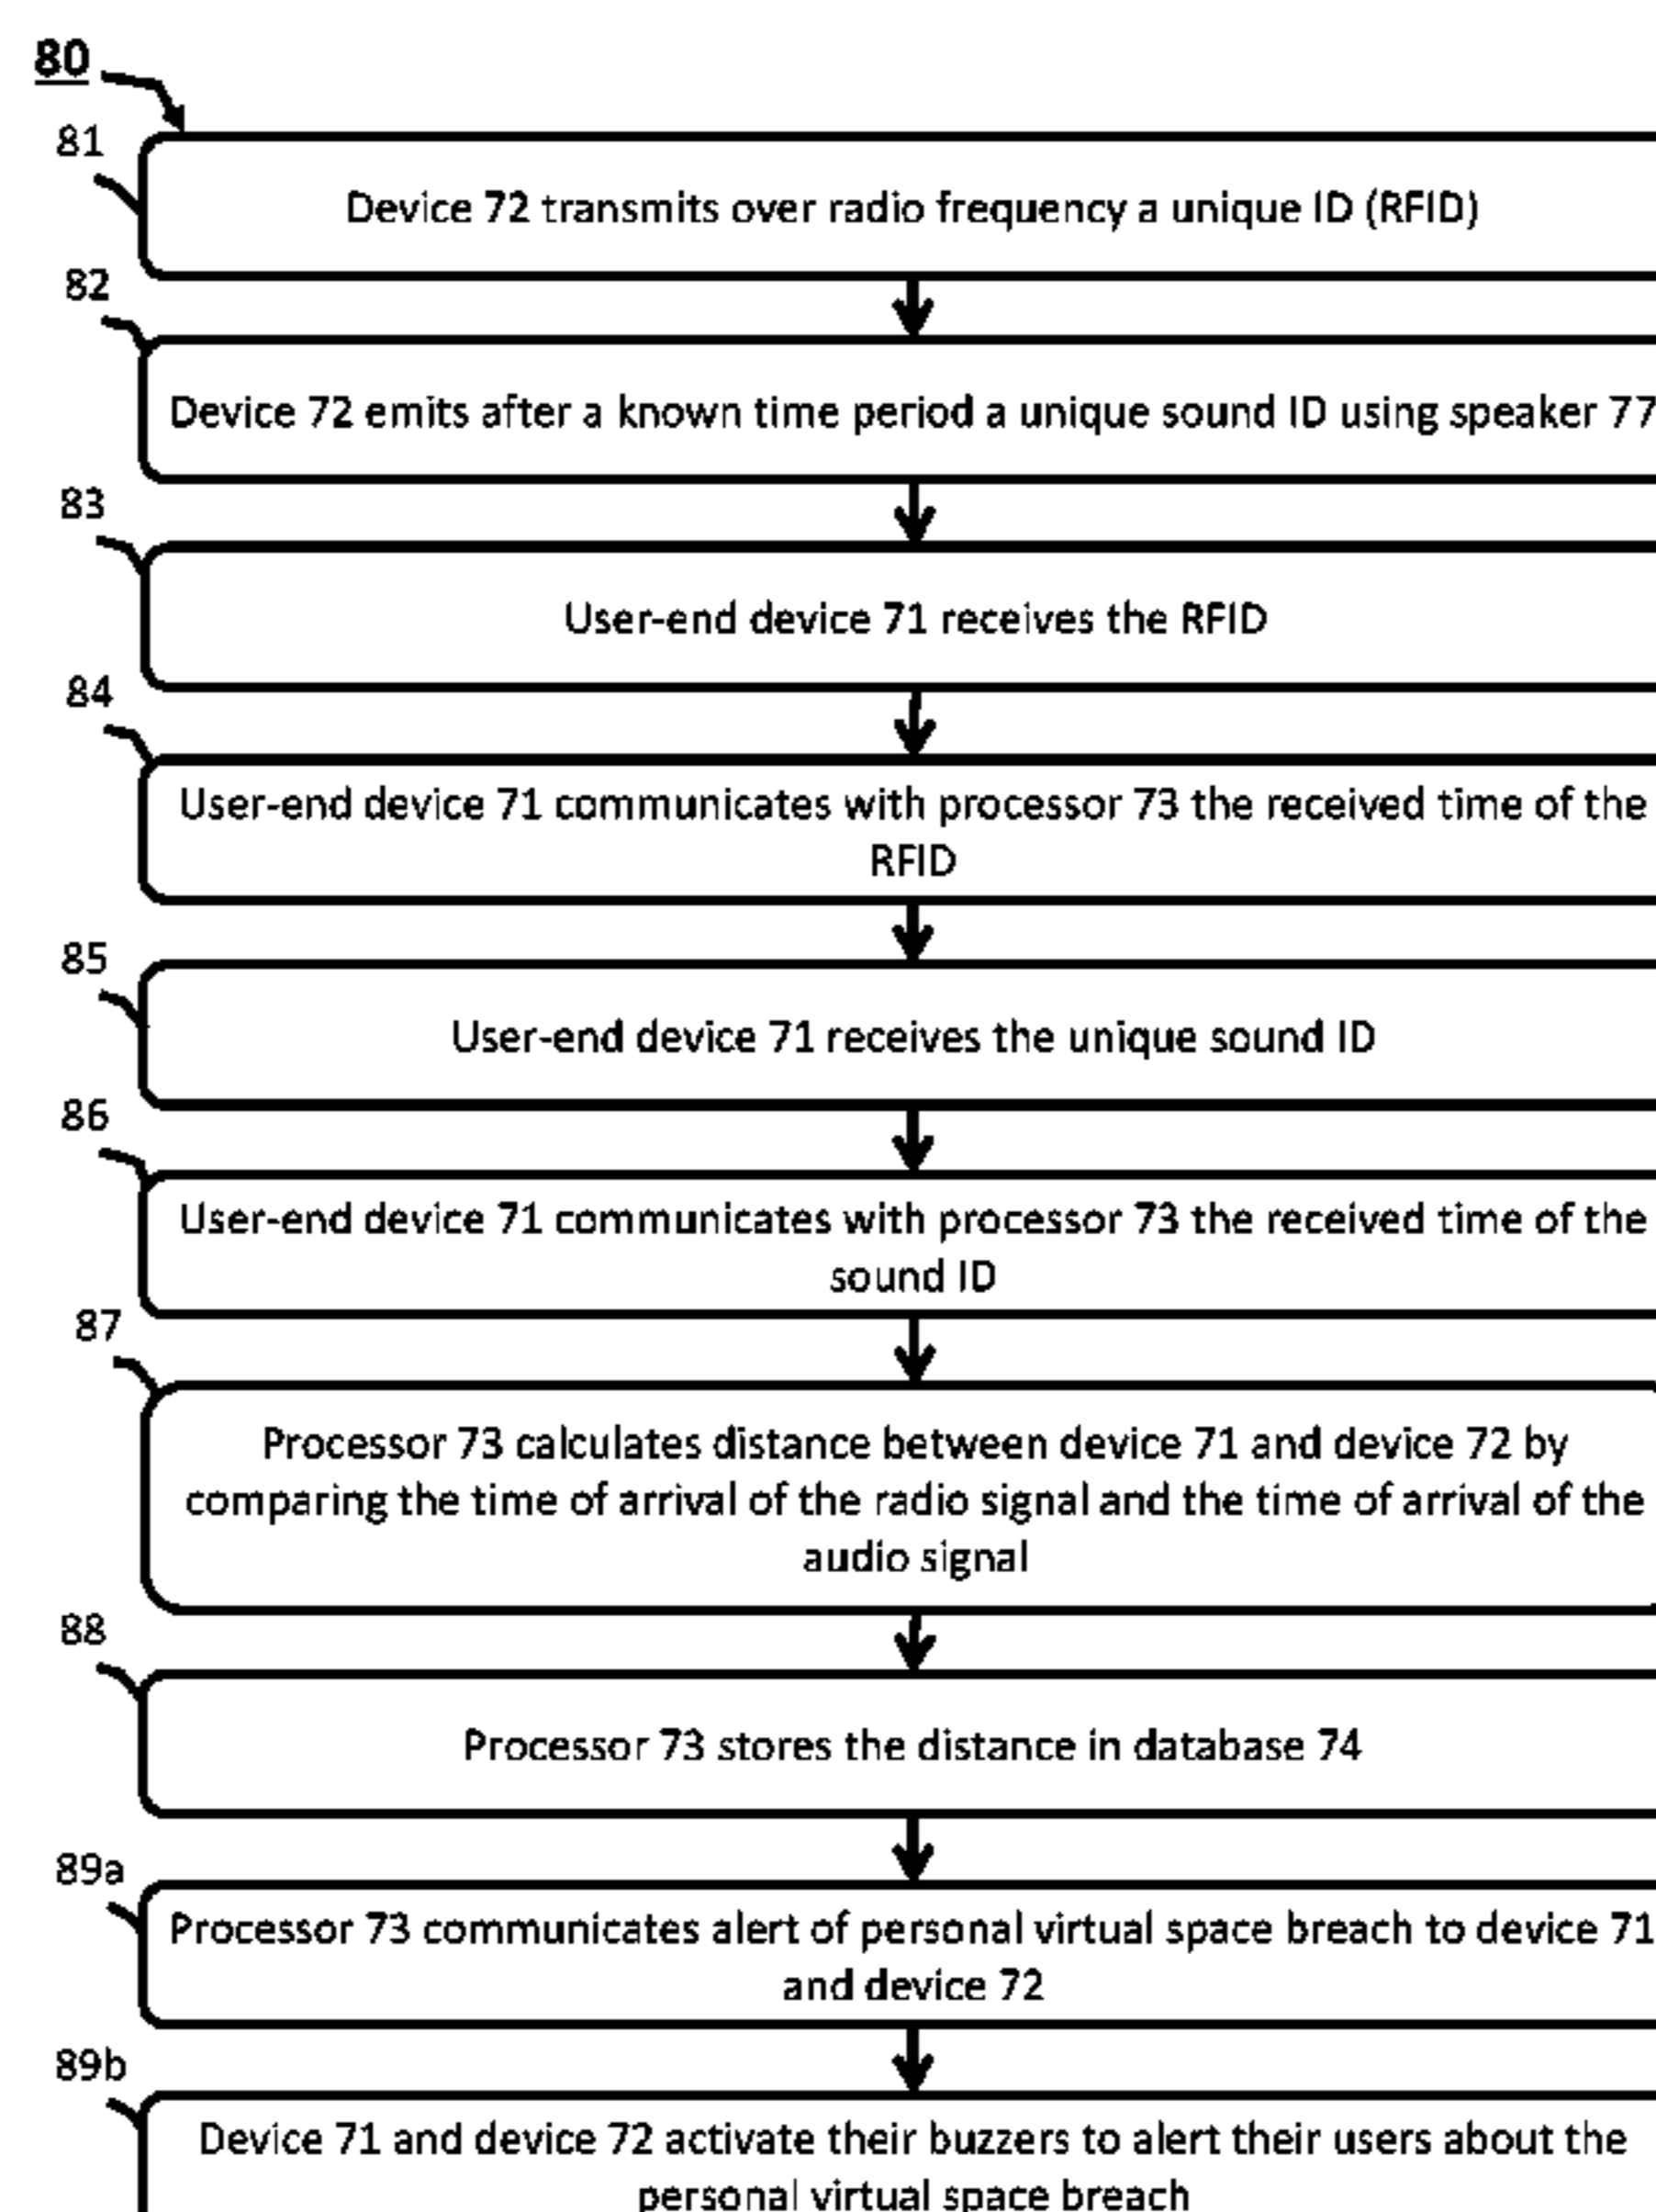 80
81
Device 72 transmits over radio frequency a unique ID (RFID)
82
Device 72 emits after a known time period a unique sound ID using speaker 77
83
User-end device 71 receives the RFID
84
User-end device 71 communicates with processor 73 the received time of the
RFID
85
User-end device 71 receives the unique sound ID
86
User-end device 71 communicates with processor 73 the received time of the
sound ID
87
Processor 73 calculates distance between device 71 and device 72 by
comparing the time of arrival of the radio signal and the time of arrival of the
audio signal
88
Processor 73 stores the distance in database 74
89a
Processor 73 communicates alert of personal virtual space breach to device 71
and device 72
89b
Device 71 and device 72 activate their buzzers to alert their users about the
personal virtual space breach